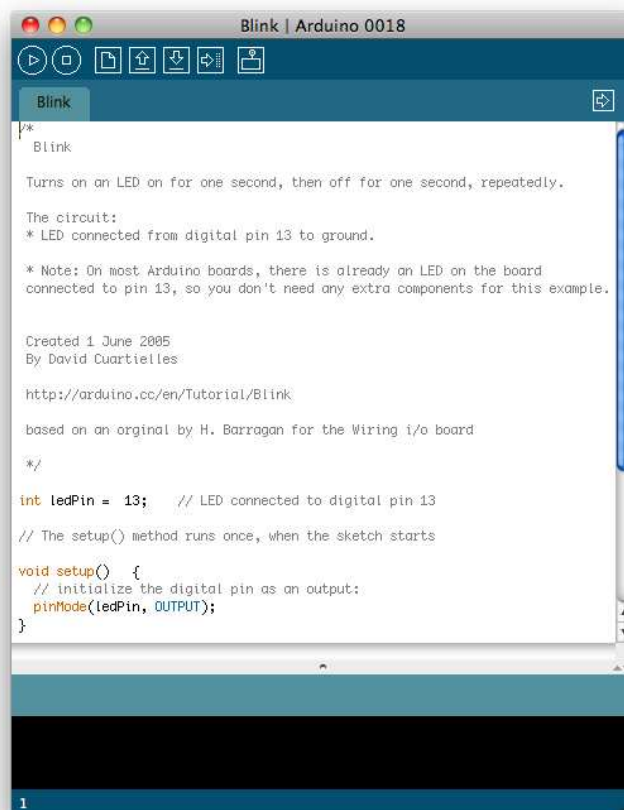 Blink | Arduino 0018
Blink
/*
Blink
Turns on an LED on for one second, then off for one second, repeatedly.
The circuit:
* LED connected from digital pin 13 to ground.
* Note: On most Arduino boards, there is already an LED on the board
connected to pin 13, so you don't need any extra components for this example.
Created 1 June 2005
By David Cuartielles
http://arduino.cc/en/Tutorial/Blink
based on an orginal by H. Barragan for the Wiring i/o board
*/
int ledPin =  13;    // LED connected to digital pin 13
// The setup() method runs once, when the sketch starts
void setup()   {
// initialize the digital pin as an output:
pinMode(ledPin, OUTPUT);
}
1